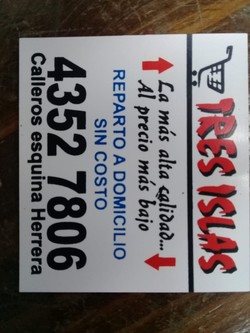 TRES ISLAS
La más alta calidad...
Al precio más bajo
REPARTO A DOMICILIO
SIN COSTO
4352 7806
Calleros esquina Herrera